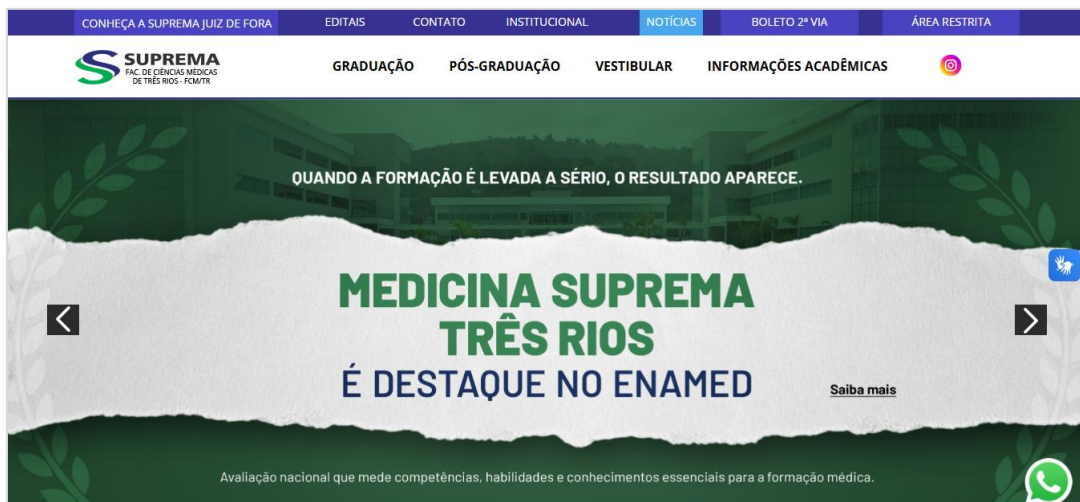 CONHEÇA A SUPREMA JUIZ DE FORA
EDITAIS
CONTATO
INSTITUCIONAL
NOTÍCIAS
BOLETO 2ª VIA
ÁREA RESTRITA
SUPREMA
FAC. DE CIÊNCIAS MÉDICAS
DE TRÊS RIOS - FCM/TR
GRADUAÇÃO
PÓS-GRADUAÇÃO
VESTIBULAR
INFORMAÇÕES ACADÊMICAS
QUANDO A FORMAÇÃO É LEVADA A SÉRIO, O RESULTADO APARECE.
MEDICINA SUPREMA
TRÊS RIOS
É DESTAQUE NO ENAMED
Saiba mais
Avaliação nacional que mede competências, habilidades e conhecimentos essenciais para a formação médica.